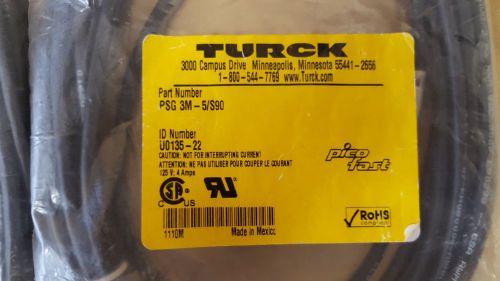 TURCK
3000 Campus Drive Minneapolis, Minnesota 55441-2656
1-800-544-7769 www.Turck.com
Part Number
PSG 3M-5/S90
ID Number
U0135-22
CAUTION: NOT FOR INTERRUPTING CURRENT
ATTENTION: NE PAS UTILISER POUR COUPER LE COURANT
125 V; 4 Amps
pico fast
C US
1110M
Made in Mexico
RoHS
compliant